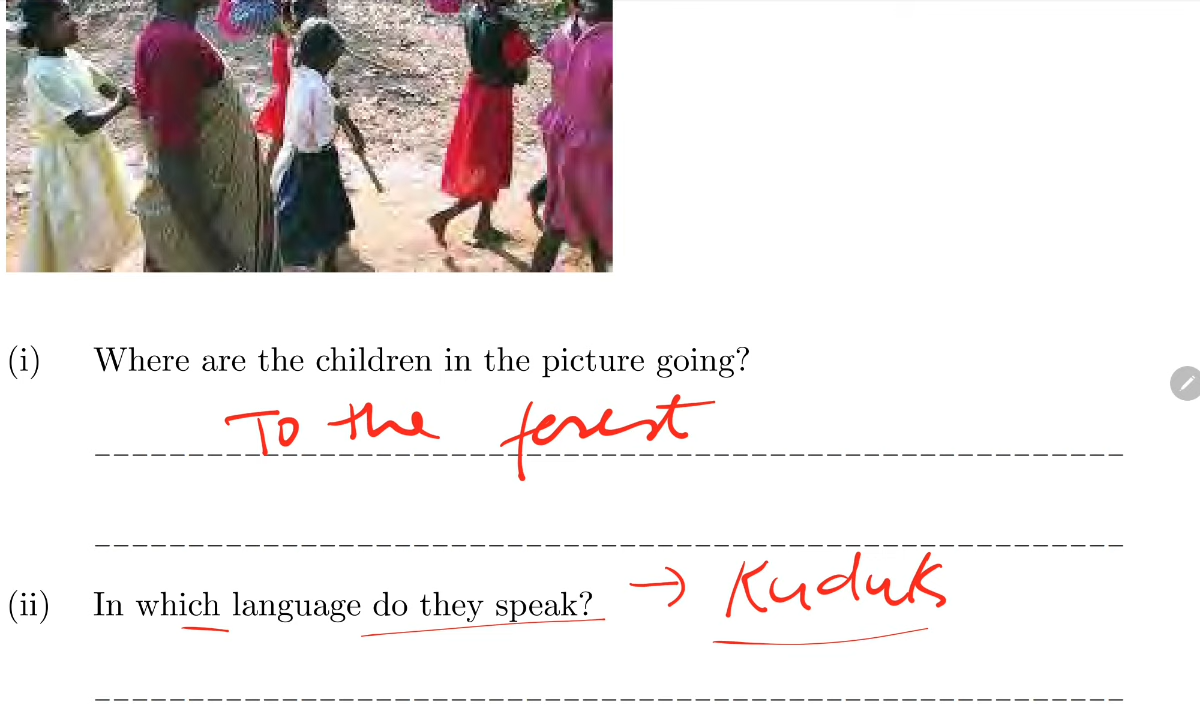 (i) Where are the children in the picture going?
To the forest
(ii) In which language do they speak? → Kuduk